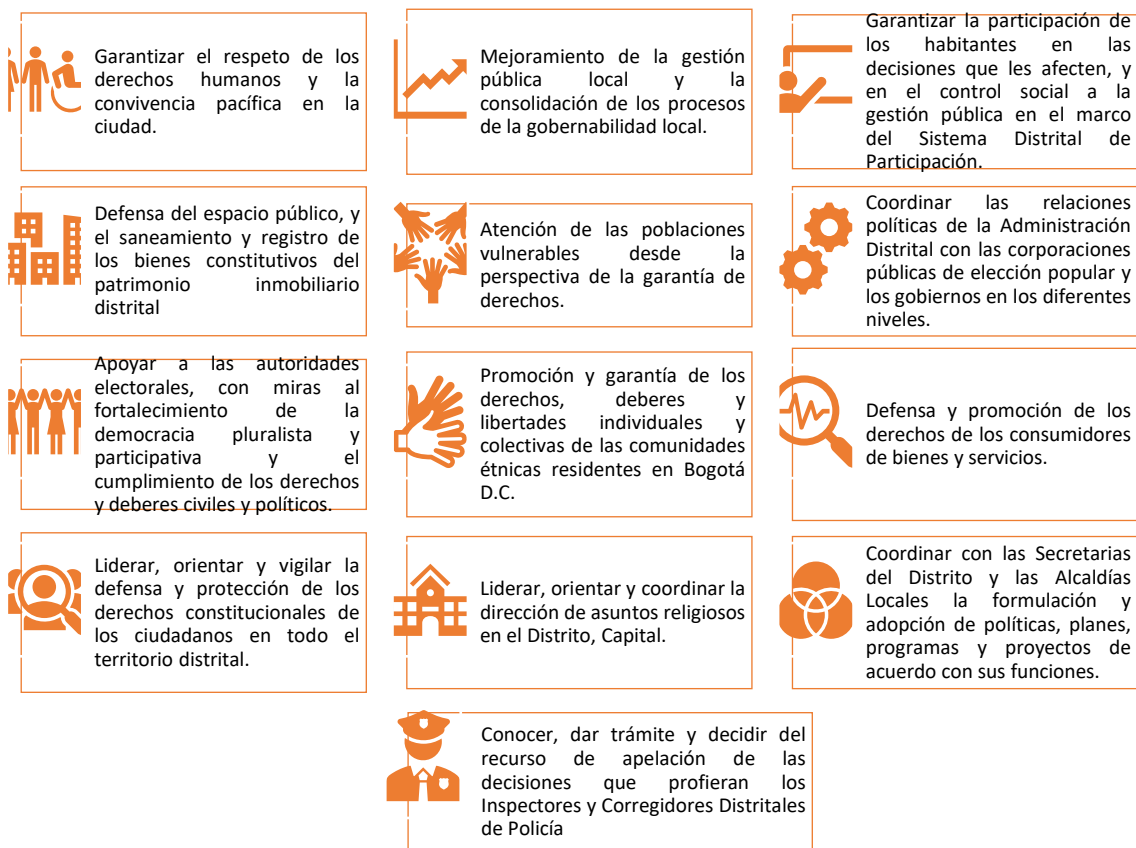 Garantizar el respeto de los
derechos humanos y la
convivencia pacífica en la
ciudad.
Mejoramiento de la gestión
pública local y la
consolidación de los procesos
de la gobernabilidad local.
Garantizar la participación de
los habitantes en las
decisiones que les afecten, y
en el control social a la
gestión pública en el marco
del Sistema Distrital de
Participación.
Defensa del espacio público, y
el saneamiento y registro de
los bienes constitutivos del
patrimonio inmobiliario
distrital
Atención de las poblaciones
vulnerables desde la
perspectiva de la garantía de
derechos.
Coordinar las relaciones
políticas de la Administración
Distrital con las corporaciones
públicas de elección popular y
los gobiernos en los diferentes
niveles.
Apoyar a las autoridades
electorales, con miras al
fortalecimiento de la
democracia pluralista y
participativa y el
cumplimiento de los derechos
y deberes civiles y políticos.
Promoción y garantía de los
derechos, deberes y
libertades individuales y
colectivas de las comunidades
étnicas residentes en Bogotá
D.C.
Defensa y promoción de los
derechos de los consumidores
de bienes y servicios.
Liderar, orientar y vigilar la
defensa y protección de los
derechos constitucionales de
los ciudadanos en todo el
territorio distrital.
Liderar, orientar y coordinar la
dirección de asuntos religiosos
en el Distrito, Capital.
Coordinar con las Secretarias
del Distrito y las Alcaldías
Locales la formulación y
adopción de políticas, planes,
programas y proyectos de
acuerdo con sus funciones.
Conocer, dar trámite y decidir del
recurso de apelación de las
decisiones que profieran los
Inspectores y Corregidores Distritales
de Policía